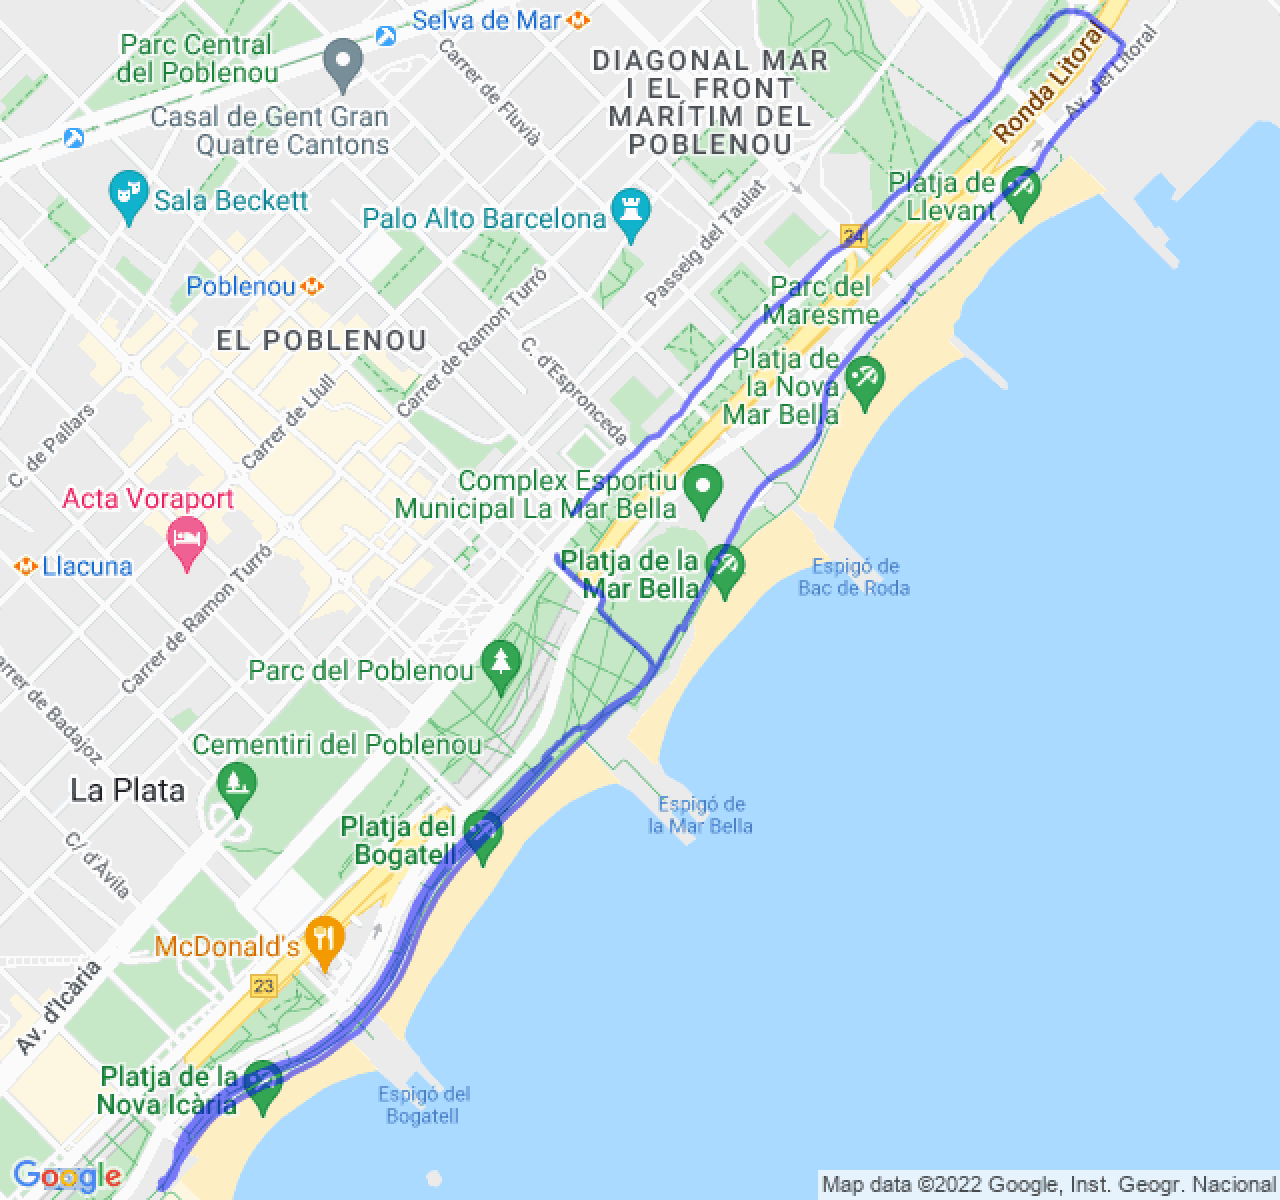 Selva de Mar
Parc Central
del Poblenou
DIAGONAL MAR
I EL FRONT
MARÍTIM DEL
POBLENOU
Carrer de Fluvià
Ronda Litoral
Av. del Litoral
Casal de Gent Gran
Quatre Cantons
Sala Beckett
Palo Alto Barcelona
Passeig del Taulat
Platja de
Llevant
24
Poblenou
Parc del
Maresme
EL POBLENOU
Carrer de Ramon Turró
C. d'Espronceda
Platja de
la Nova
Mar Bella
Carrer de Llull
C. de Pallars
Complex Esportiu
Municipal La Mar Bella
Acta Voraport
Llacuna
Platja de la
Mar Bella
Espigó de
Bac de Roda
Carrer de Ramon Turró
Parc del Poblenou
Carrer de Badajoz
Cementiri del Poblenou
La Plata
Espigó de
la Mar Bella
Platja del
Bogatell
C/ d'Àvila
McDonald's
23
Av. d'Icària
Platja de la
Nova Icària
Espigó del
Bogatell
Google
Map data ©2022 Google, Inst. Geogr. Nacional